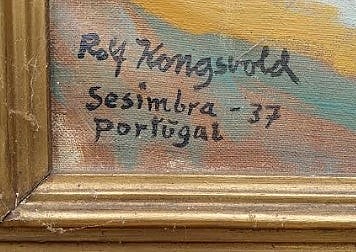 Rolf Kongsvold
Sesimbra - 37
Portugal